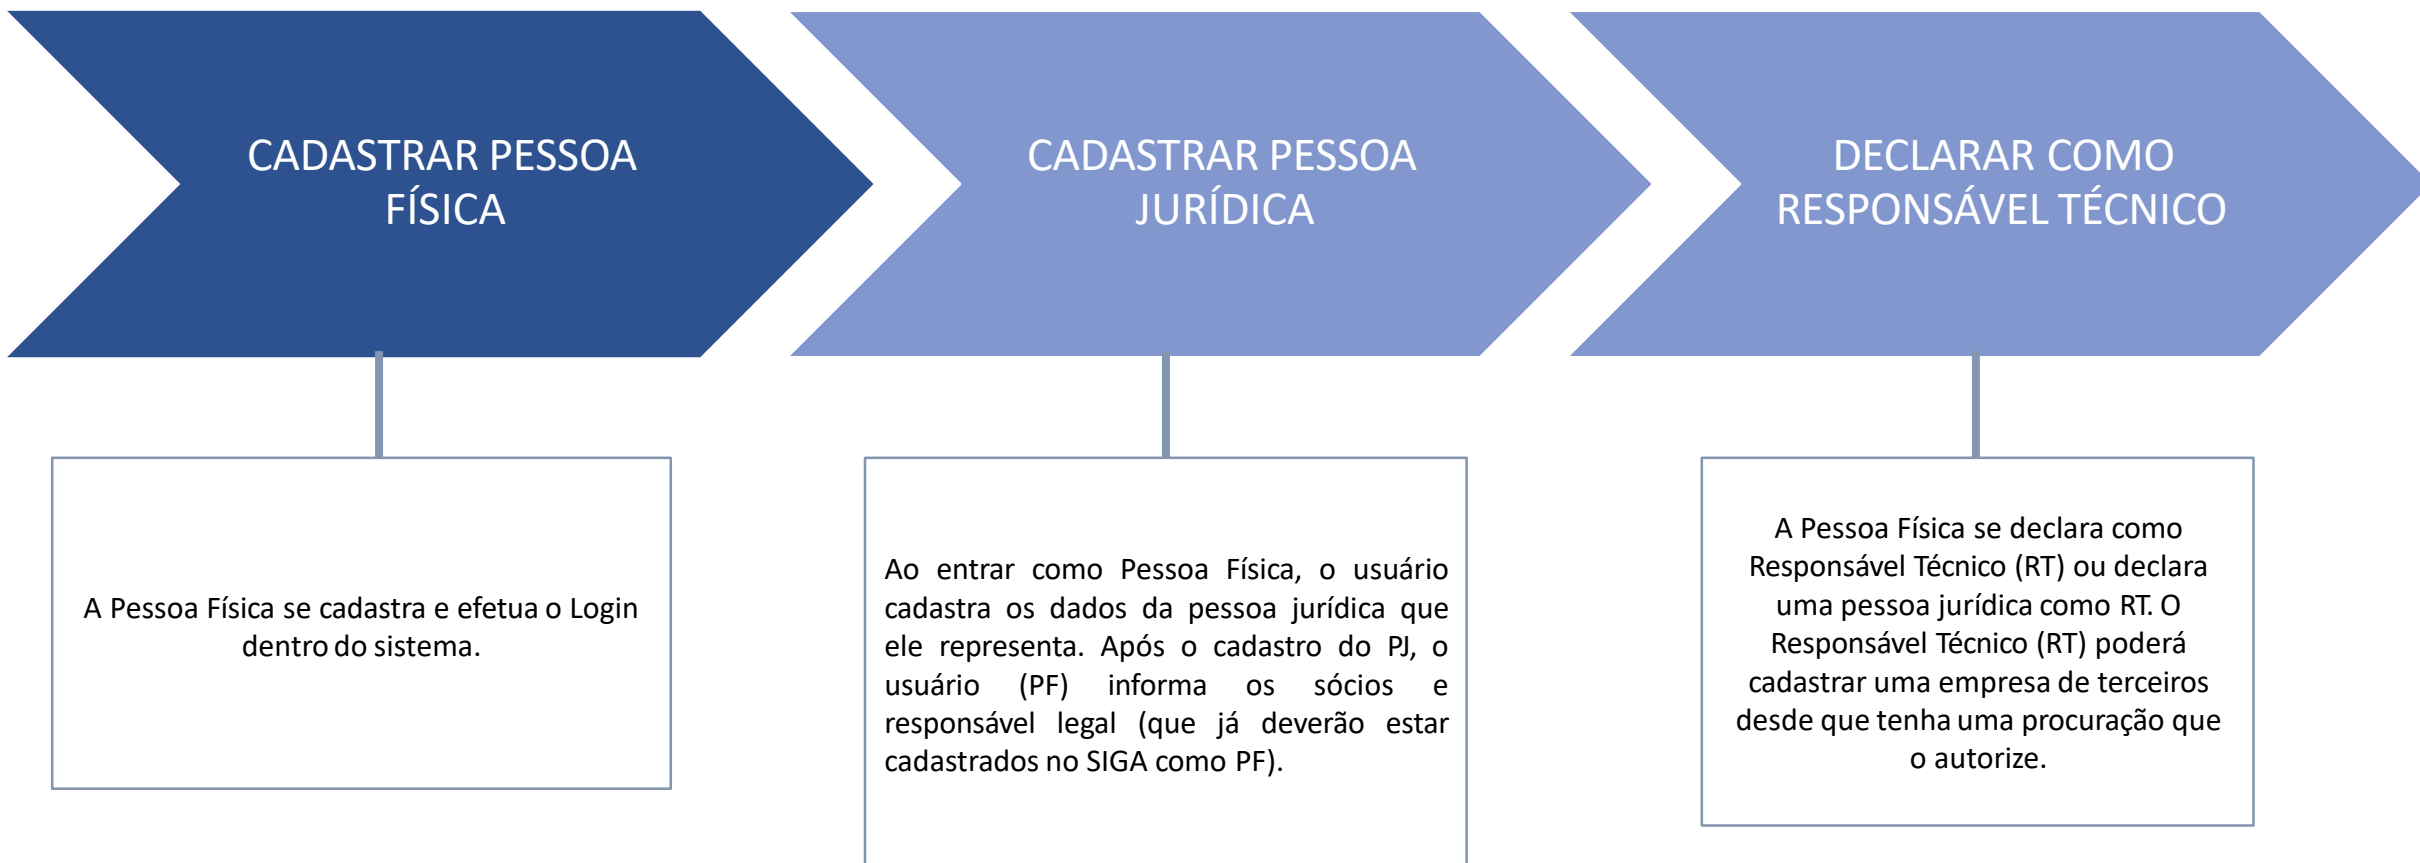 CADASTRAR PESSOA
FÍSICA
CADASTRAR PESSOA
JURÍDICA
DECLARAR COMO
RESPONSÁVEL TÉCNICO
A Pessoa Física se cadastra e efetua o Login
dentro do sistema.
Ao entrar como Pessoa Física, o usuário
cadastra os dados da pessoa jurídica que
ele representa. Após o cadastro do PJ, o
usuário (PF) informa os sócios e
responsável legal (que já deverão estar
cadastrados no SIGA como PF).
A Pessoa Física se declara como
Responsável Técnico (RT) ou declara
uma pessoa jurídica como RT. O
Responsável Técnico (RT) poderá
cadastrar uma empresa de terceiros
desde que tenha uma procuração que
o autorize.